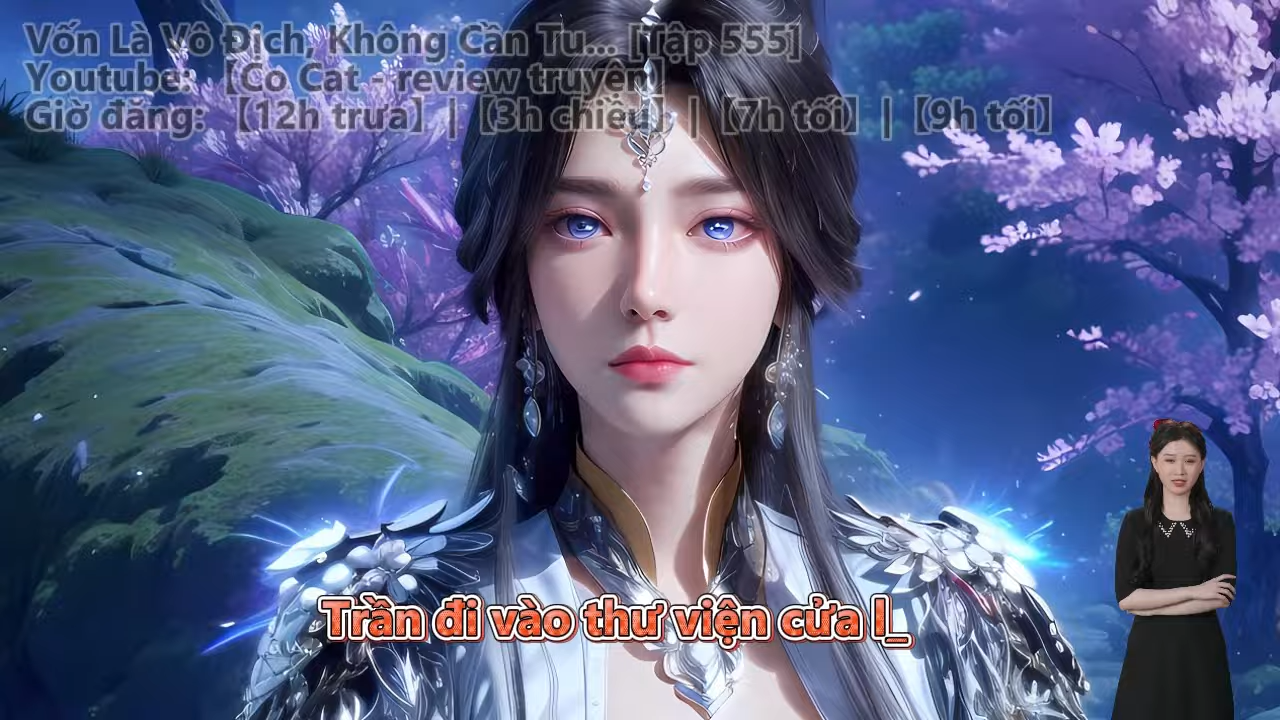 Vốn Là Vô Địch, Không Cần Tu... [Tập 555]
Youtube: 【Cò Cat - review truyện】
Giờ đăng: 【12h trưa】 | 【3h chiều】 | 【7h tối】 | 【9h tối】
Trần đi vào thư viện cửa l_